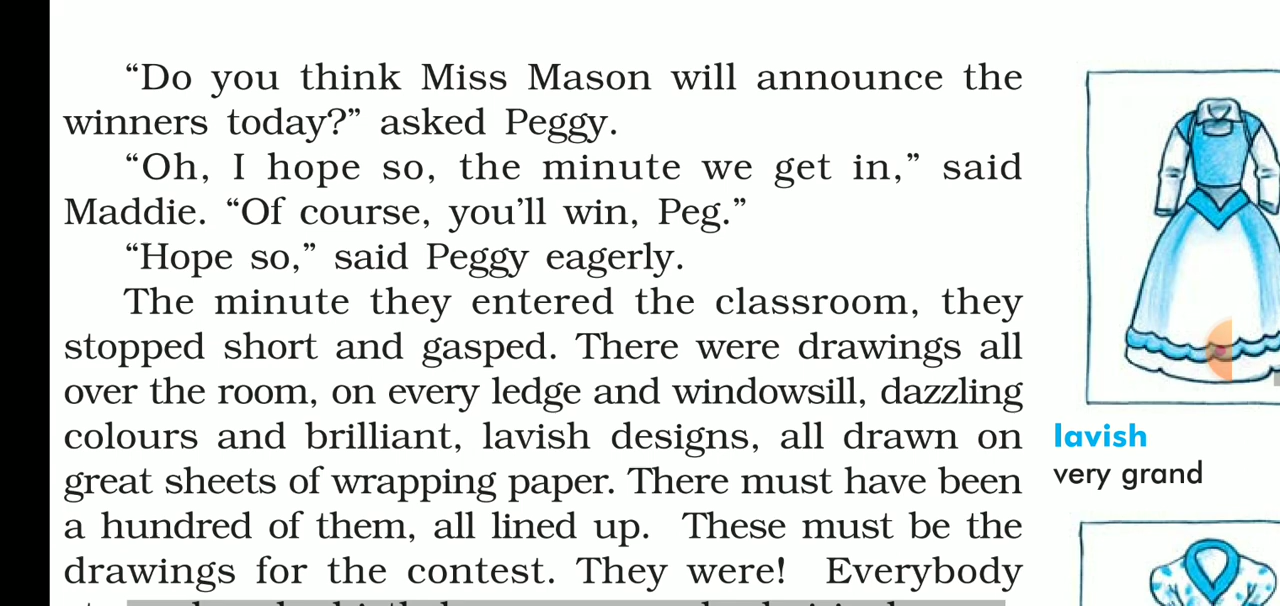 “Do you think Miss Mason will announce the
winners today?” asked Peggy.
“Oh, I hope so, the minute we get in,” said
Maddie. “Of course, you’ll win, Peg.”
“Hope so,” said Peggy eagerly.
The minute they entered the classroom, they
stopped short and gasped. There were drawings all
over the room, on every ledge and windowsill, dazzling
colours and brilliant, lavish designs, all drawn on
great sheets of wrapping paper. There must have been
a hundred of them, all lined up. These must be the
drawings for the contest. They were! Everybody
lavish
very grand